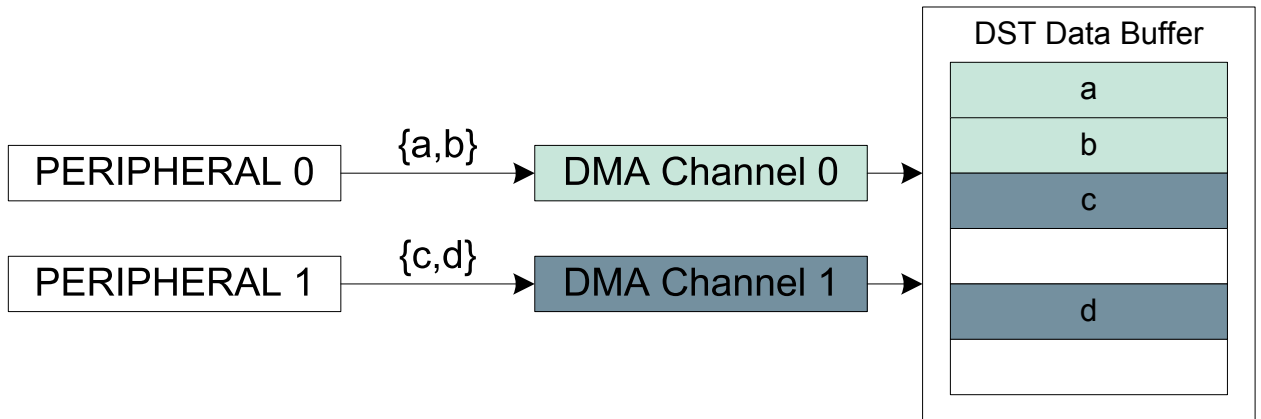 DST Data Buffer
a
b
c
d
PERIPHERAL 0
{a,b}
DMA Channel 0
PERIPHERAL 1
{c,d}
DMA Channel 1